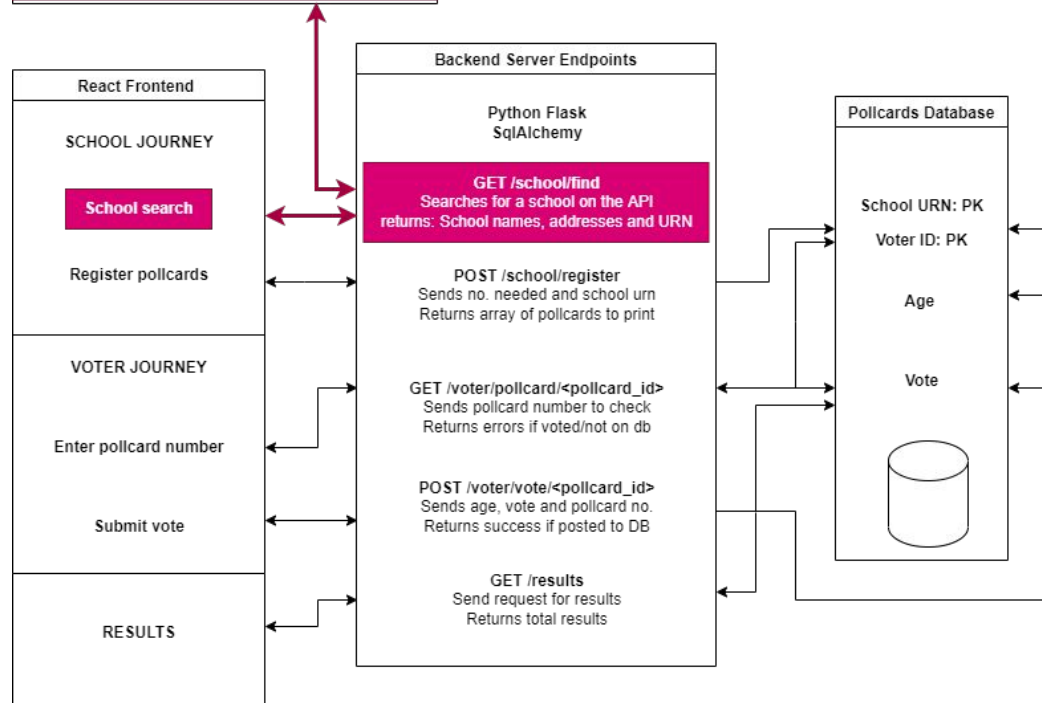 React Frontend
SCHOOL JOURNEY
School search
Register pollcards
VOTER JOURNEY
Enter pollcard number
Submit vote
RESULTS
Backend Server Endpoints
Python Flask
SqlAlchemy
GET /school/find
Searches for a school on the API
returns: School names, addresses and URN
POST /school/register
Sends no. needed and school urn
Returns array of pollcards to print
GET /voter/pollcard/<pollcard_id>
Sends pollcard number to check
Returns errors if voted/not on db
POST /voter/vote/<pollcard_id>
Sends age, vote and pollcard no.
Returns success if posted to DB
GET /results
Send request for results
Returns total results
Pollcards Database
School URN: PK
Voter ID: PK
Age
Vote